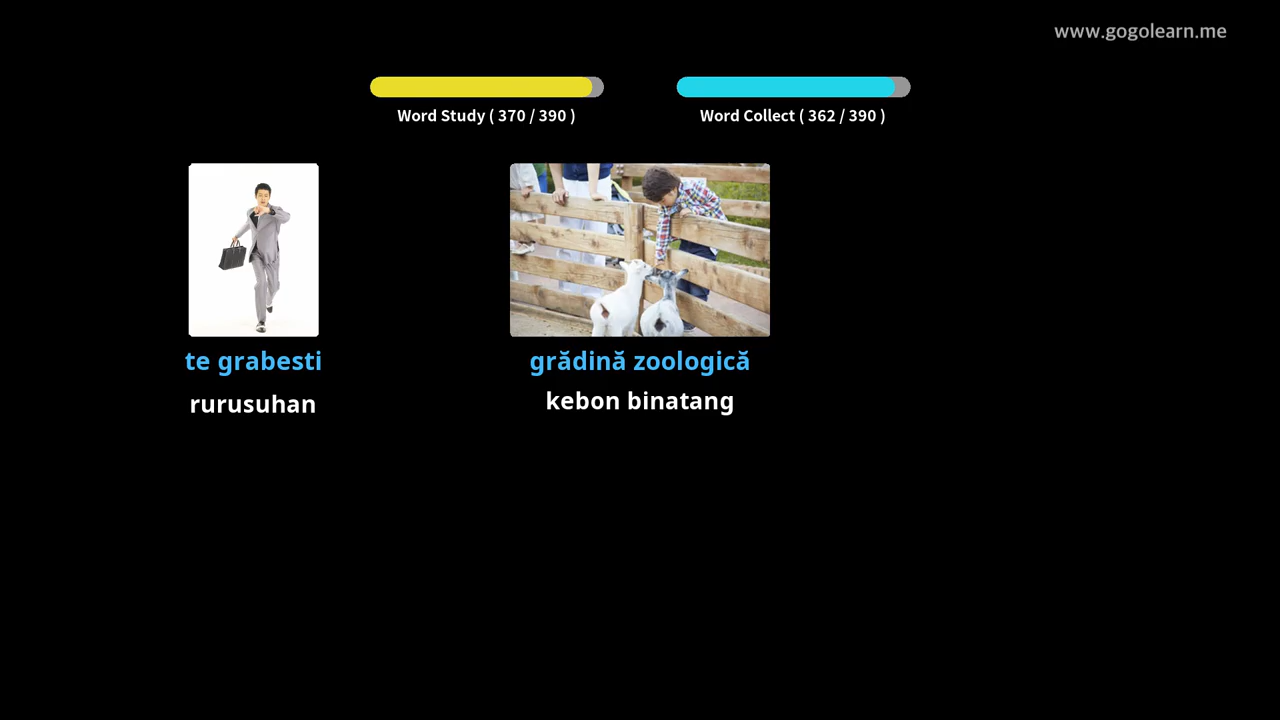 www.gogolearn.me
Word Study ( 370 / 390 )
Word Collect ( 362 / 390 )
te grabesti
rurusuhan
grădină zoologică
kebon binatang